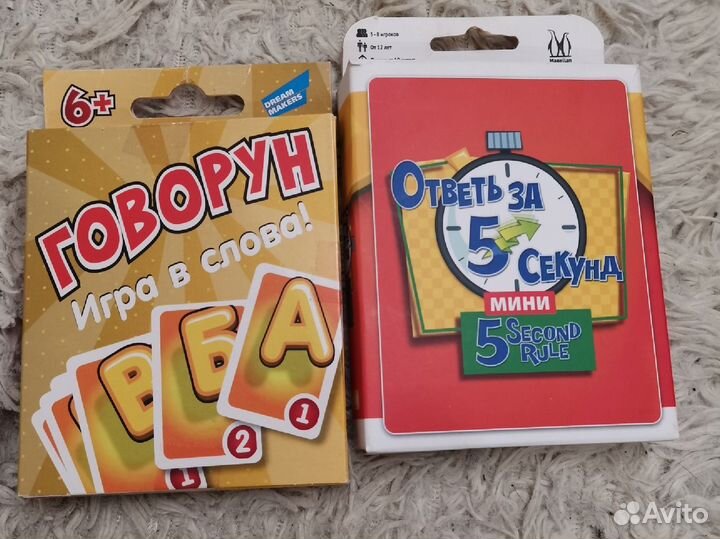 6+
DREAM
MAKERS
ГОВОРУН
Игра в слова!
В
Б
А
1
2
1
От 12 лет
Magellan
ОТВЕТЬ ЗА
5
СЕКУНД
МИНИ
5 SECOND
RULE
Avito